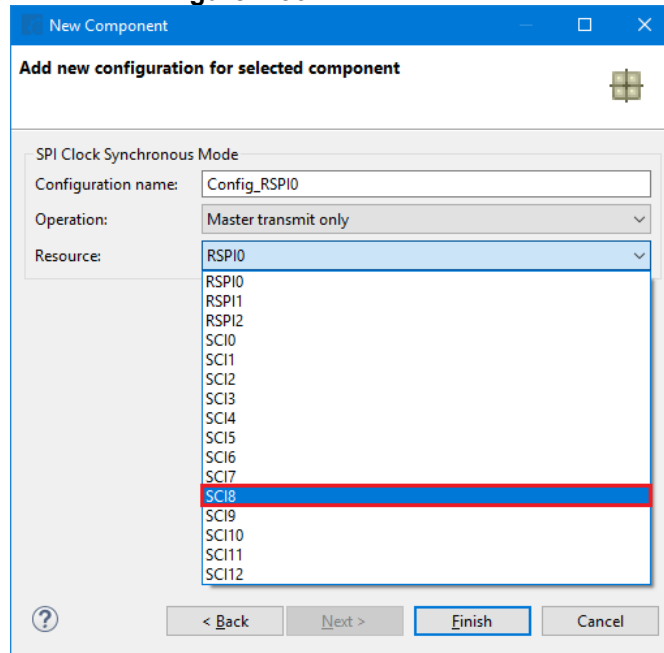 New Component
Add new configuration for selected component
SPI Clock Synchronous Mode
Configuration name: Config_RSPI0
Operation: Master transmit only
Resource: RSPI0
RSPI0
RSPI1
RSPI2
SCI0
SCI1
SCI2
SCI3
SCI4
SCI5
SCI6
SCI7
SCI8
SCI9
SCI10
SCI11
SCI12
? < Back Next > Finish Cancel